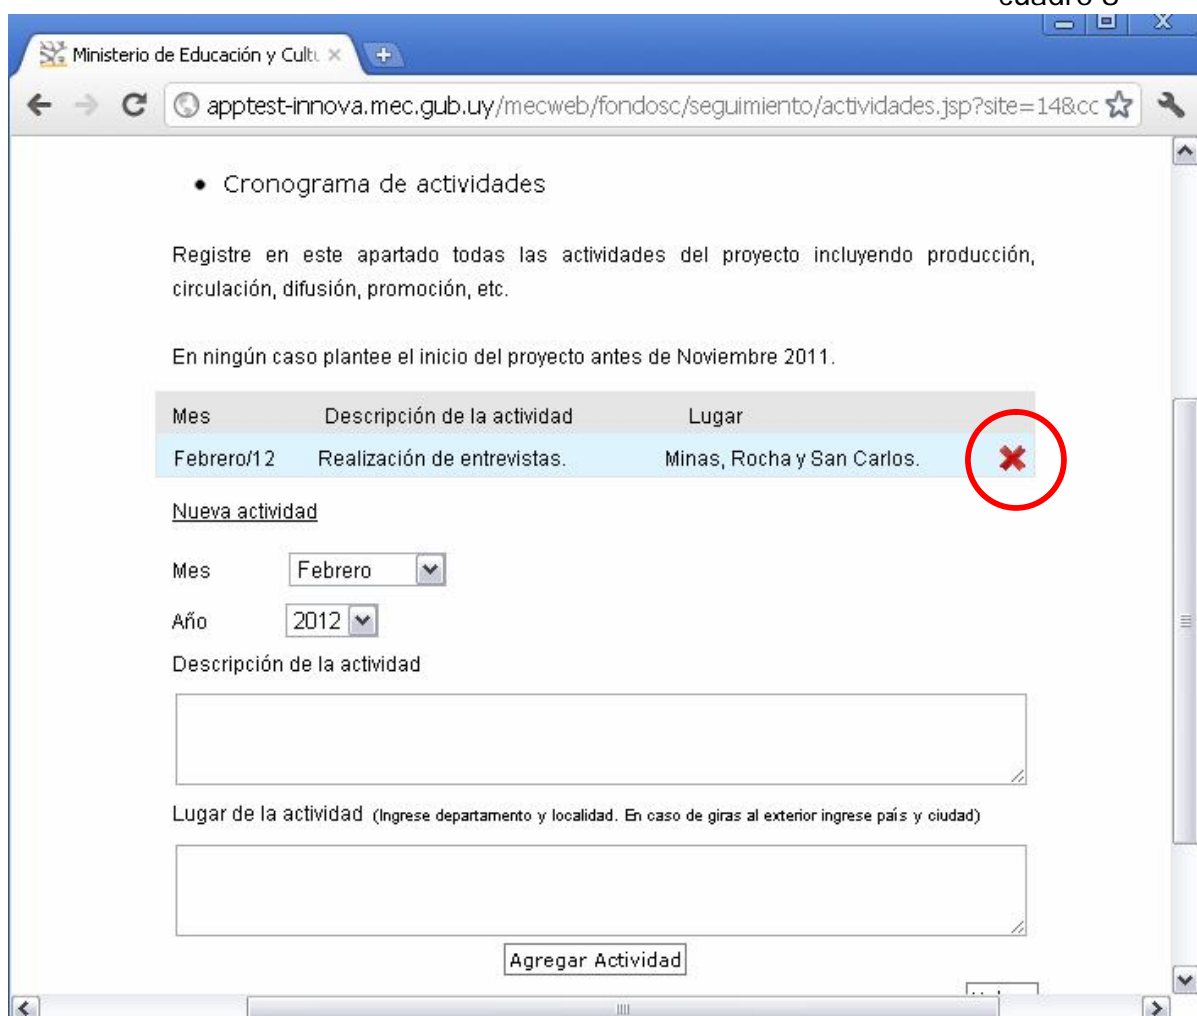 Ministerio de Educación y Cultu
apptest-innova.mec.gub.uy/mecweb/fondosc/seguimiento/actividades.jsp?site=14&cc
• Cronograma de actividades
Registre en este apartado todas las actividades del proyecto incluyendo producción,
circulación, difusión, promoción, etc.
En ningún caso plantee el inicio del proyecto antes de Noviembre 2011.
Mes Descripción de la actividad Lugar
Febrero/12 Realización de entrevistas. Minas, Rocha y San Carlos.
Nueva actividad
Mes Febrero
Año 2012
Descripción de la actividad
Lugar de la actividad (Ingrese departamento y localidad. En caso de giras al exterior ingrese país y ciudad)
Agregar Actividad